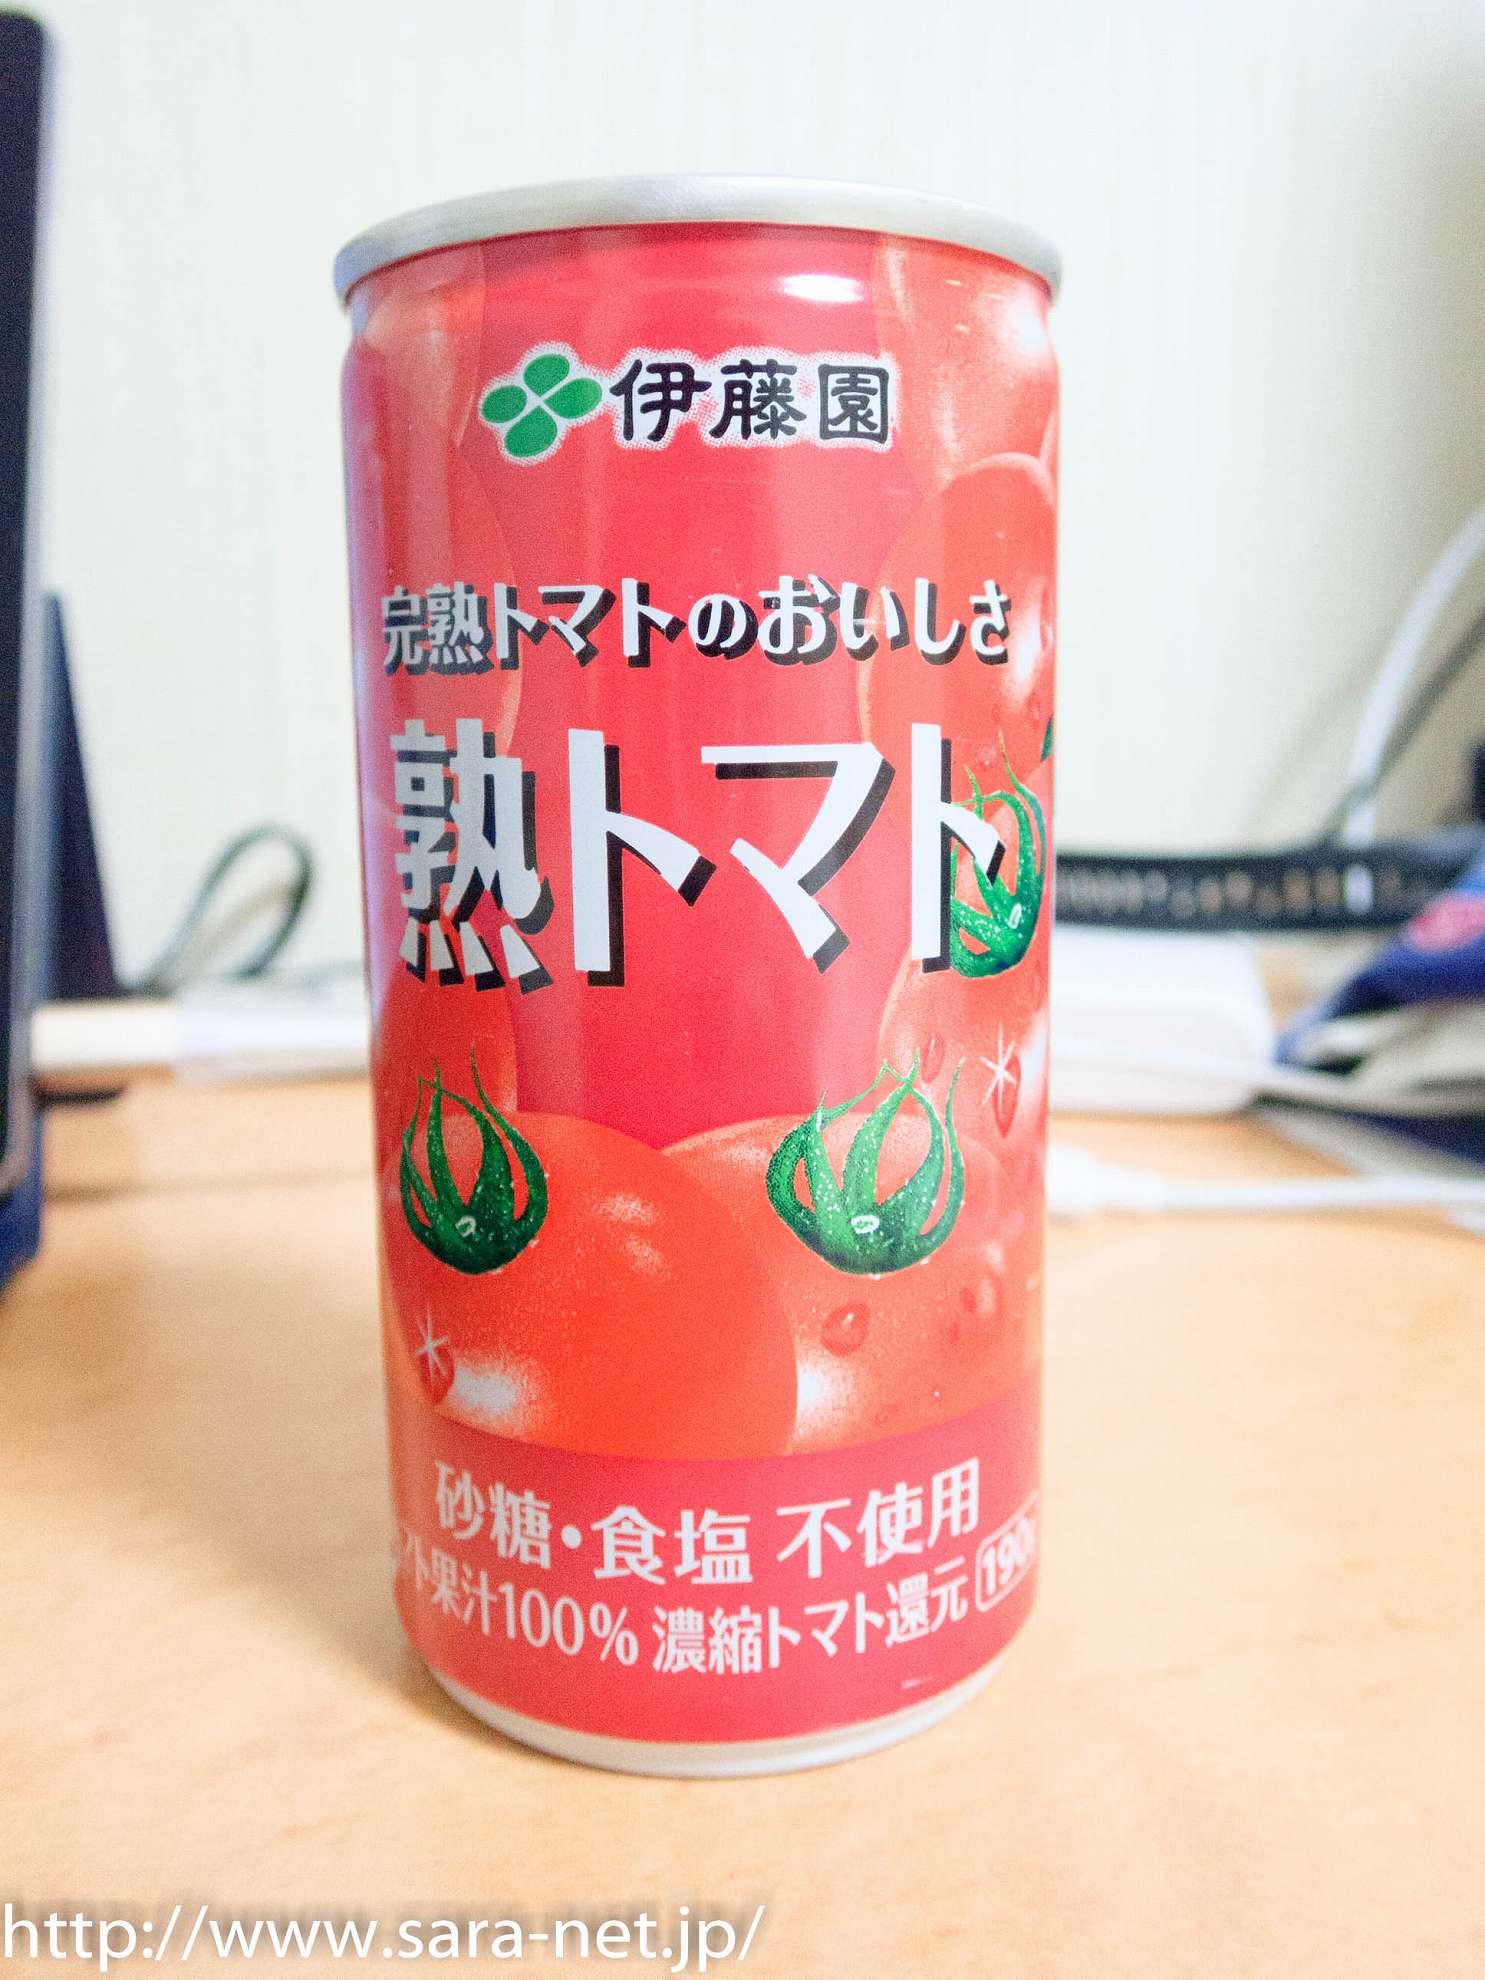 伊藤園
完熟トマトのおいしさ
熟トマト
砂糖・食塩 不使用
果汁100% 濃縮トマト還元 190
http://www.sara-net.jp/